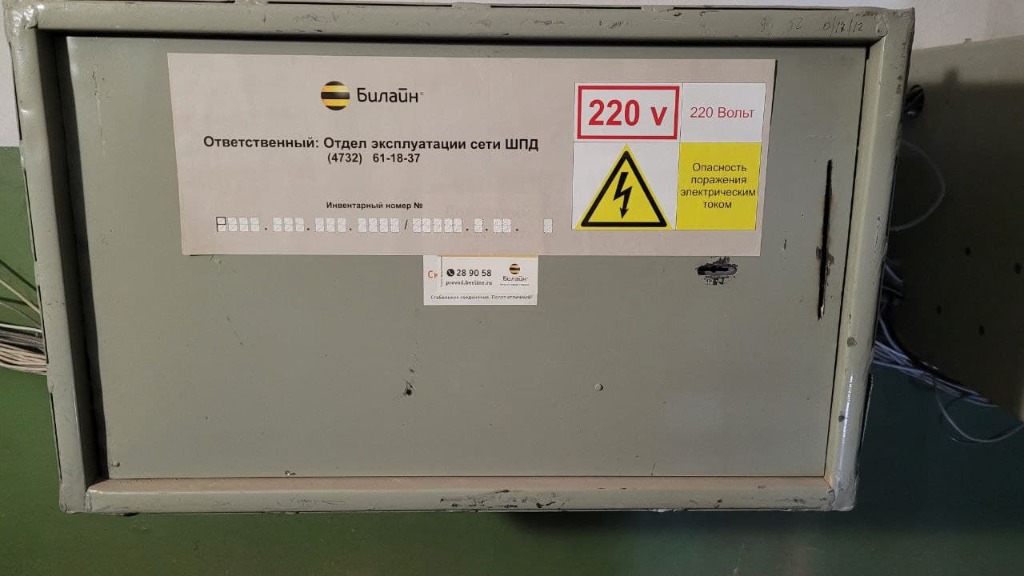 Билайн
Ответственный: Отдел эксплуатации сети ШПД
(4732) 61-18-37
Инвентарный номер №
220 v
220 Вольт
Опасность
поражения
электрическим
током
28 90 58
Билайн